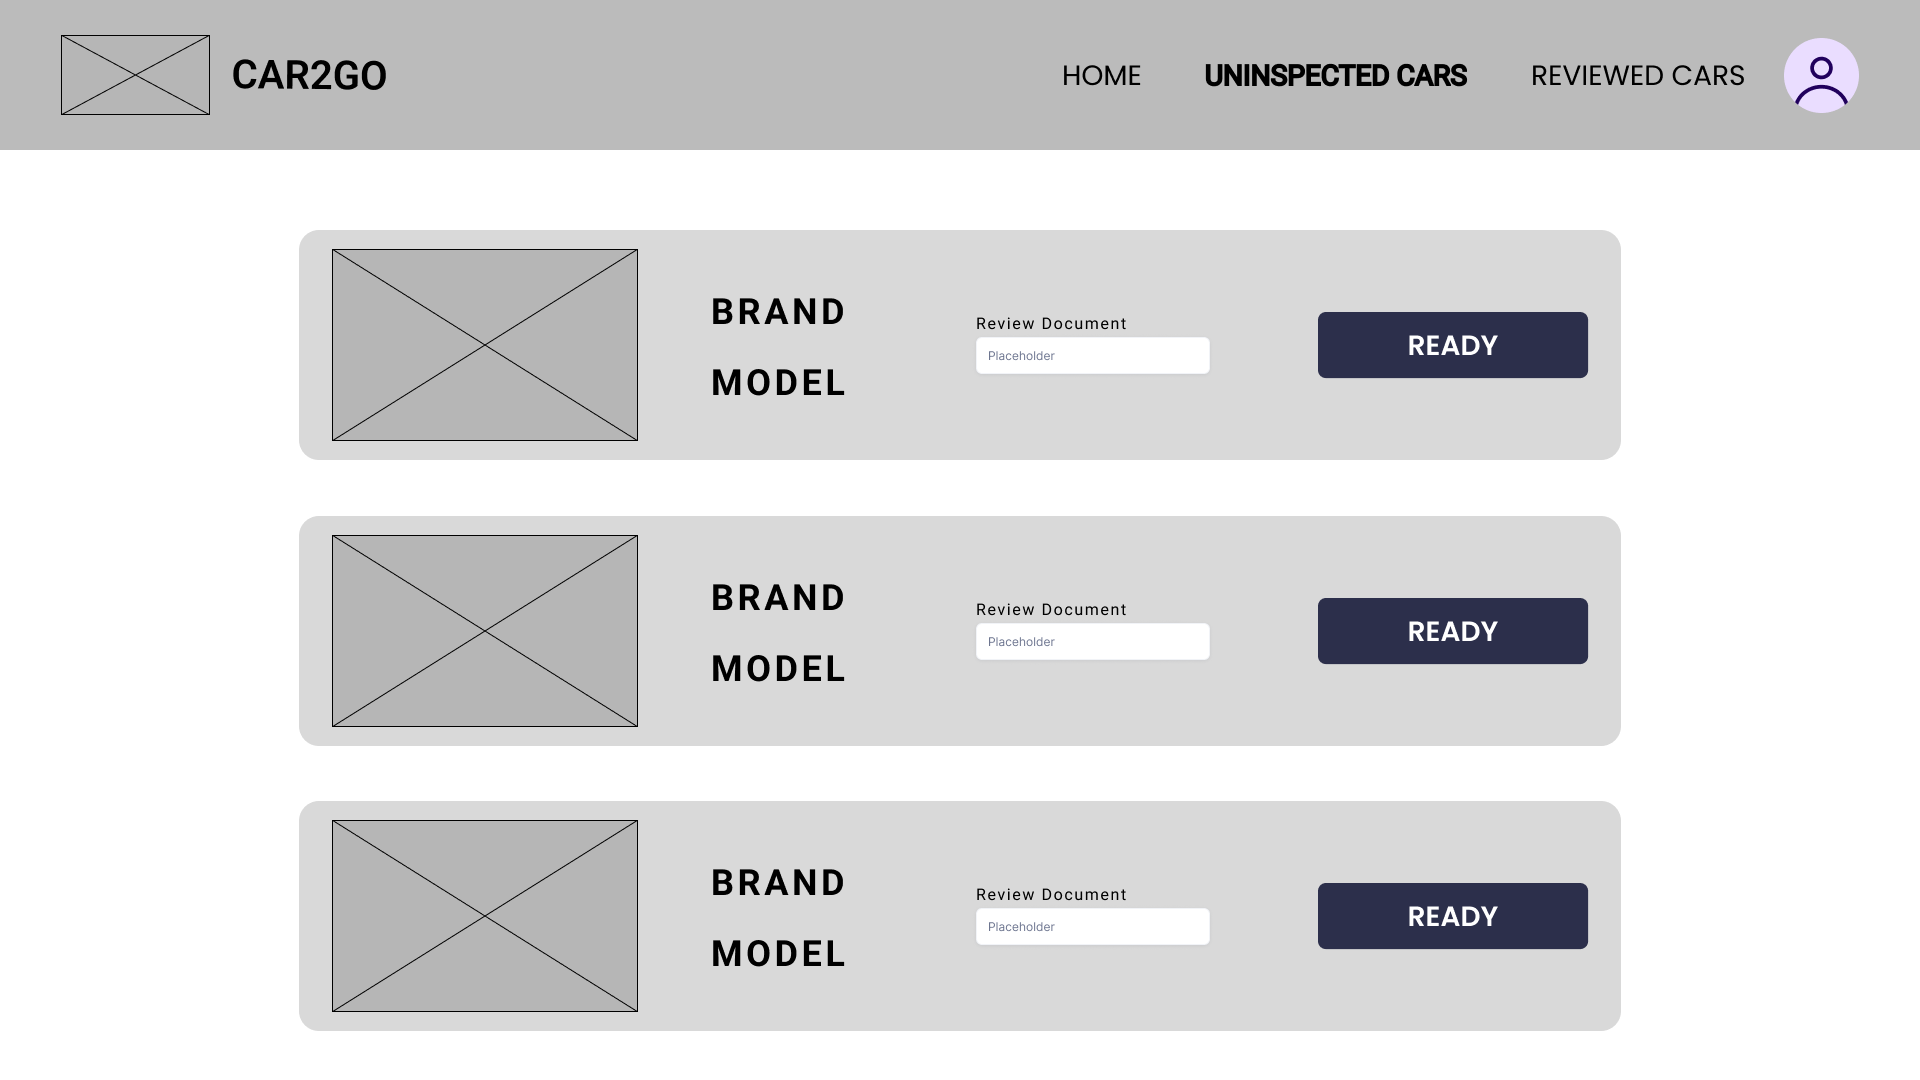 CAR2GO
HOME
UNINSPECTED CARS
REVIEWED CARS
BRAND
MODEL
Review Document
Placeholder
READY
BRAND
MODEL
Review Document
Placeholder
READY
BRAND
MODEL
Review Document
Placeholder
READY